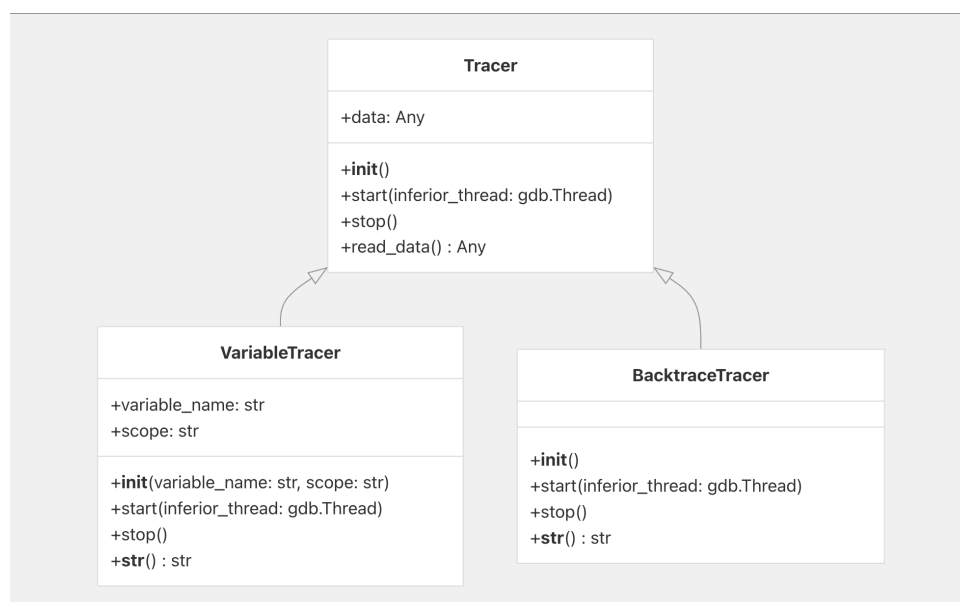 Tracer
+data: Any
+init()
+start(inferior_thread: gdb.Thread)
+stop()
+read_data() : Any
VariableTracer
+variable_name: str
+scope: str
+init(variable_name: str, scope: str)
+start(inferior_thread: gdb.Thread)
+stop()
+str() : str
BacktraceTracer
+init()
+start(inferior_thread: gdb.Thread)
+stop()
+str() : str